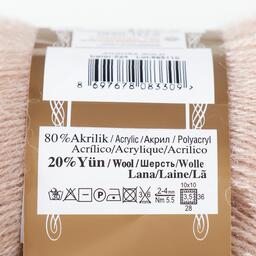 8 697678 083309
80%Akrilik / Acrylic / Акрил / Polyacryl
Acrílico/Acrylique/Acrilico
20%Yün / Wool / Шерсть/Wolle
Lana/Laine/Lã
2-4mm
Nm 5.5
10x10
3,5
36
28